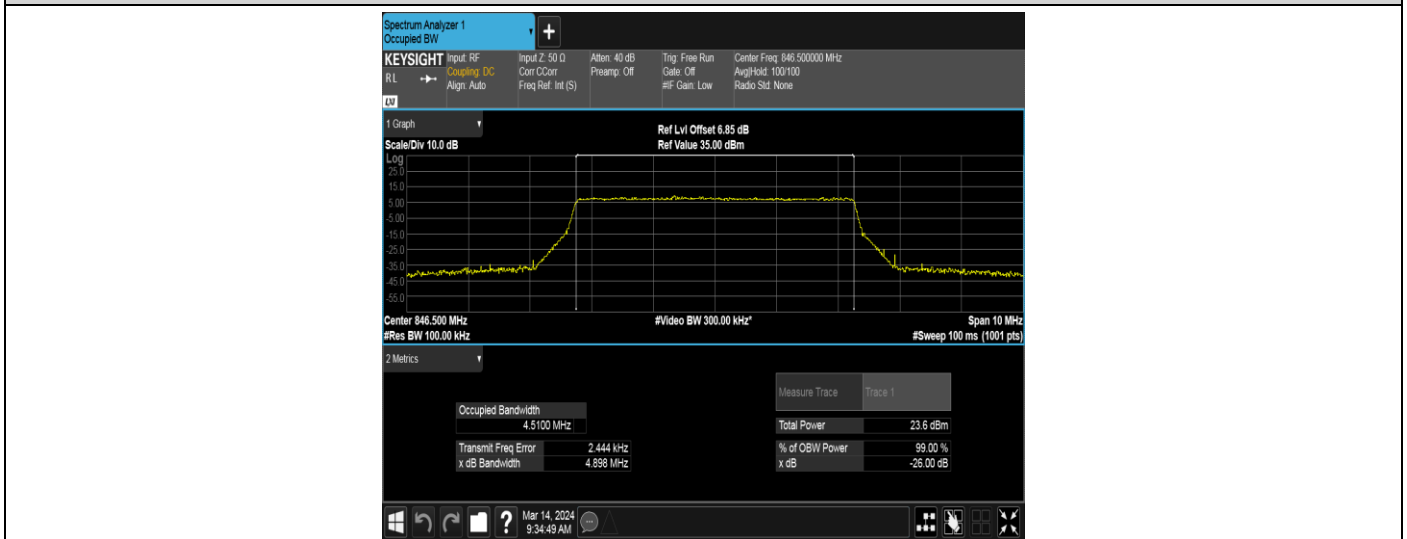 Spectrum Analyzer 1
Occupied BW
+
KEYSIGHT Input: RF Input Z: 50 Ω Atten: 40 dB Trig: Free Run Center Freq: 846.500000 MHz
RL Coupling: DC Corr CCorr Preamp: Off Gate: Off Avg|Hold: 100/100
Align: Auto Freq Ref: Int (S) #IF Gain: Low Radio Std: None
LXI
1 Graph Ref Lvl Offset 6.85 dB
Scale/Div 10.0 dB Ref Value 35.00 dBm
Log
25.0
15.0
5.00
-5.00
-15.0
-25.0
-35.0
-45.0
-55.0
Center 846.500 MHz #Video BW 300.00 kHz* Span 10 MHz
#Res BW 100.00 kHz #Sweep 100 ms (1001 pts)
2 Metrics
Measure Trace Trace 1
Occupied Bandwidth
4.5100 MHz Total Power 23.6 dBm
Transmit Freq Error 2.444 kHz % of OBW Power 99.00 %
x dB Bandwidth 4.898 MHz x dB -26.00 dB
? Mar 14, 2024
9:34:49 AM